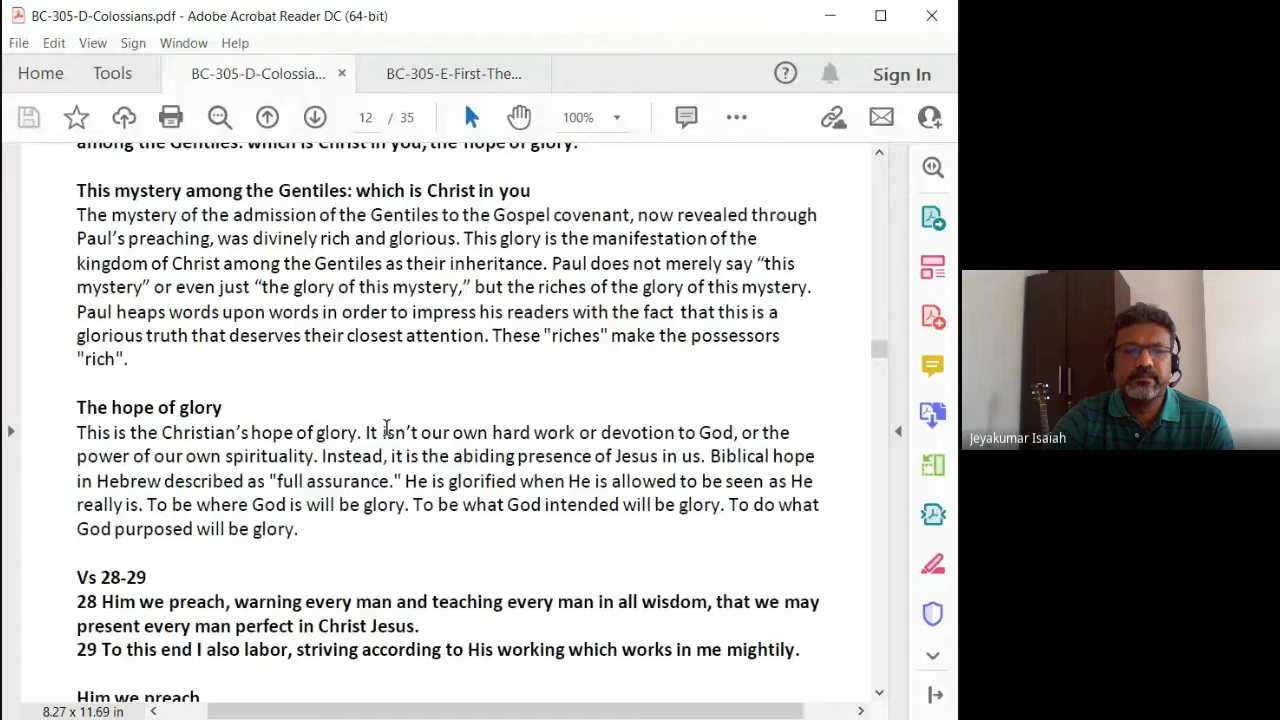 BC-305-D-Colossians.pdf - Adobe Acrobat Reader DC (64-bit)
File Edit View Sign Window Help
Home Tools BC-305-D-Colossia... × BC-305-E-First-The... Sign In
12 / 35 100%
among the Gentiles: which is Christ in you, the hope of glory.
This mystery among the Gentiles: which is Christ in you
The mystery of the admission of the Gentiles to the Gospel covenant, now revealed through
Paul’s preaching, was divinely rich and glorious. This glory is the manifestation of the
kingdom of Christ among the Gentiles as their inheritance. Paul does not merely say “this
mystery” or even just “the glory of this mystery,” but the riches of the glory of this mystery.
Paul heaps words upon words in order to impress his readers with the fact that this is a
glorious truth that deserves their closest attention. These "riches" make the possessors
"rich".
The hope of glory
This is the Christian’s hope of glory. It isn’t our own hard work or devotion to God, or the
power of our own spirituality. Instead, it is the abiding presence of Jesus in us. Biblical hope
in Hebrew described as "full assurance." He is glorified when He is allowed to be seen as He
really is. To be where God is will be glory. To be what God intended will be glory. To do what
God purposed will be glory.
Vs 28-29
28 Him we preach, warning every man and teaching every man in all wisdom, that we may
present every man perfect in Christ Jesus.
29 To this end I also labor, striving according to His working which works in me mightily.
Him we preach
8.27 x 11.69 in
Jeyakumar Isaiah